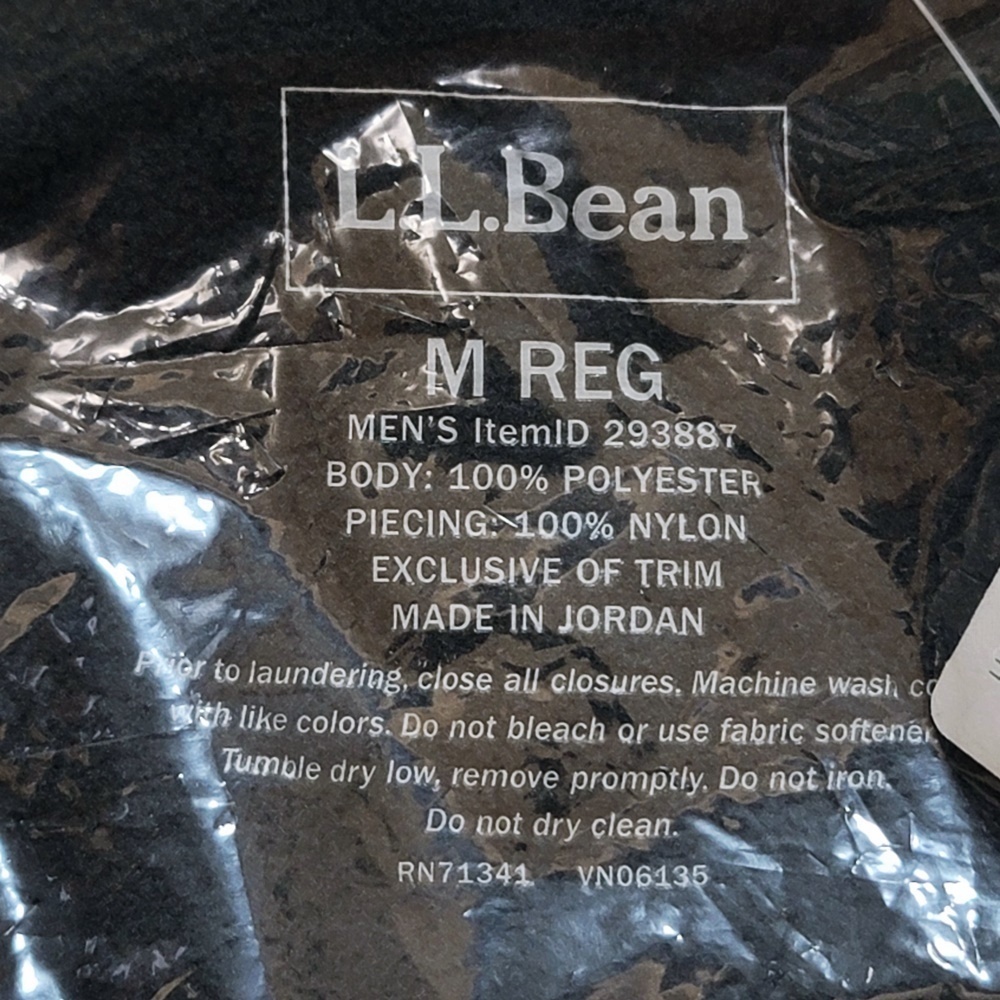 L.L.Bean
M REG
MEN'S ItemID 293887
BODY: 100% POLYESTER
PIECING: 100% NYLON
EXCLUSIVE OF TRIM
MADE IN JORDAN
Prior to laundering, close all closures. Machine wash
with like colors. Do not bleach or use fabric softener.
Tumble dry low, remove promptly. Do not iron.
Do not dry clean.
RN71341 VN06135